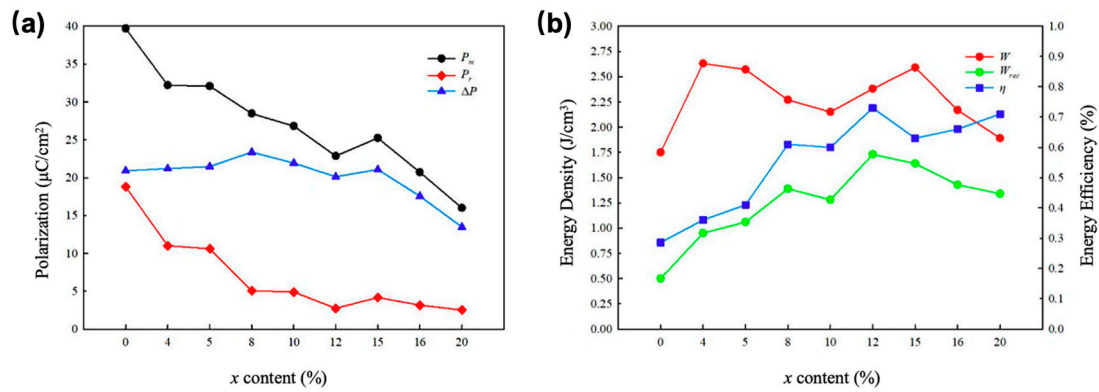 (a)
40
35
30
25
20
15
10
5
0
Polarization (μC/cm²)
Pm
Pr
ΔP
0 4 5 8 10 12 15 16 20
x content (%)
(b)
3.00
2.75
2.50
2.25
2.00
1.75
1.50
1.25
1.00
0.75
0.50
0.25
0.00
Energy Density (J/cm³)
W
Wrec
η
1.0
0.9
0.8
0.7
0.6
0.5
0.4
0.3
0.2
0.1
0.0
Energy Efficiency (%)
0 4 5 8 10 12 15 16 20
x content (%)